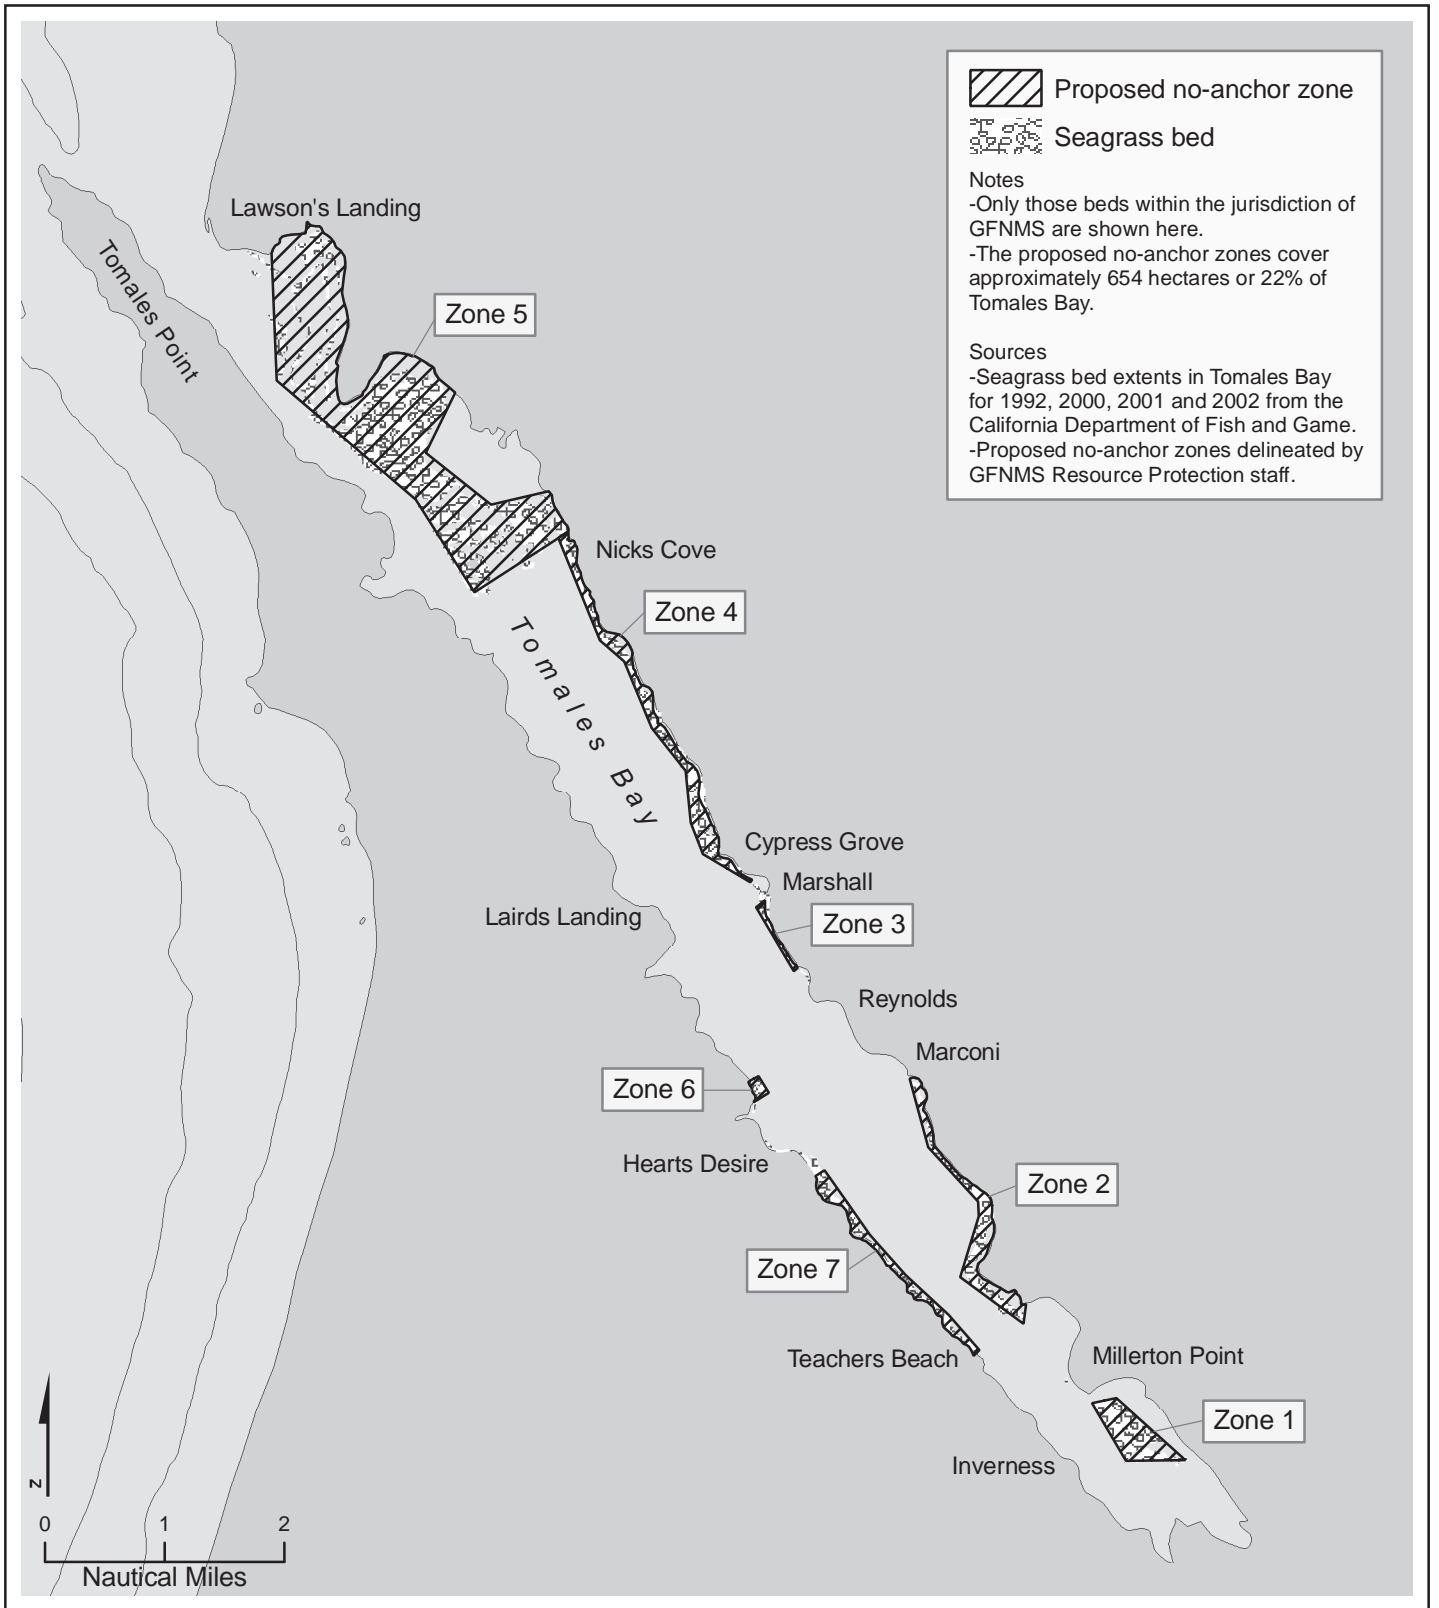 Proposed no-anchor zone
Seagrass bed
Notes
-Only those beds within the jurisdiction of
GFNMS are shown here.
-The proposed no-anchor zones cover
approximately 654 hectares or 22% of
Tomales Bay.
Sources
-Seagrass bed extents in Tomales Bay
for 1992, 2000, 2001 and 2002 from the
California Department of Fish and Game.
-Proposed no-anchor zones delineated by
GFNMS Resource Protection staff.
Lawson's Landing
Tomales Point
Zone 5
Nicks Cove
Zone 4
Tomales Bay
Cypress Grove
Marshall
Lairds Landing
Zone 3
Reynolds
Marconi
Zone 6
Hearts Desire
Zone 2
Zone 7
Teachers Beach
Millerton Point
Zone 1
Inverness
N
0 1 2
Nautical Miles